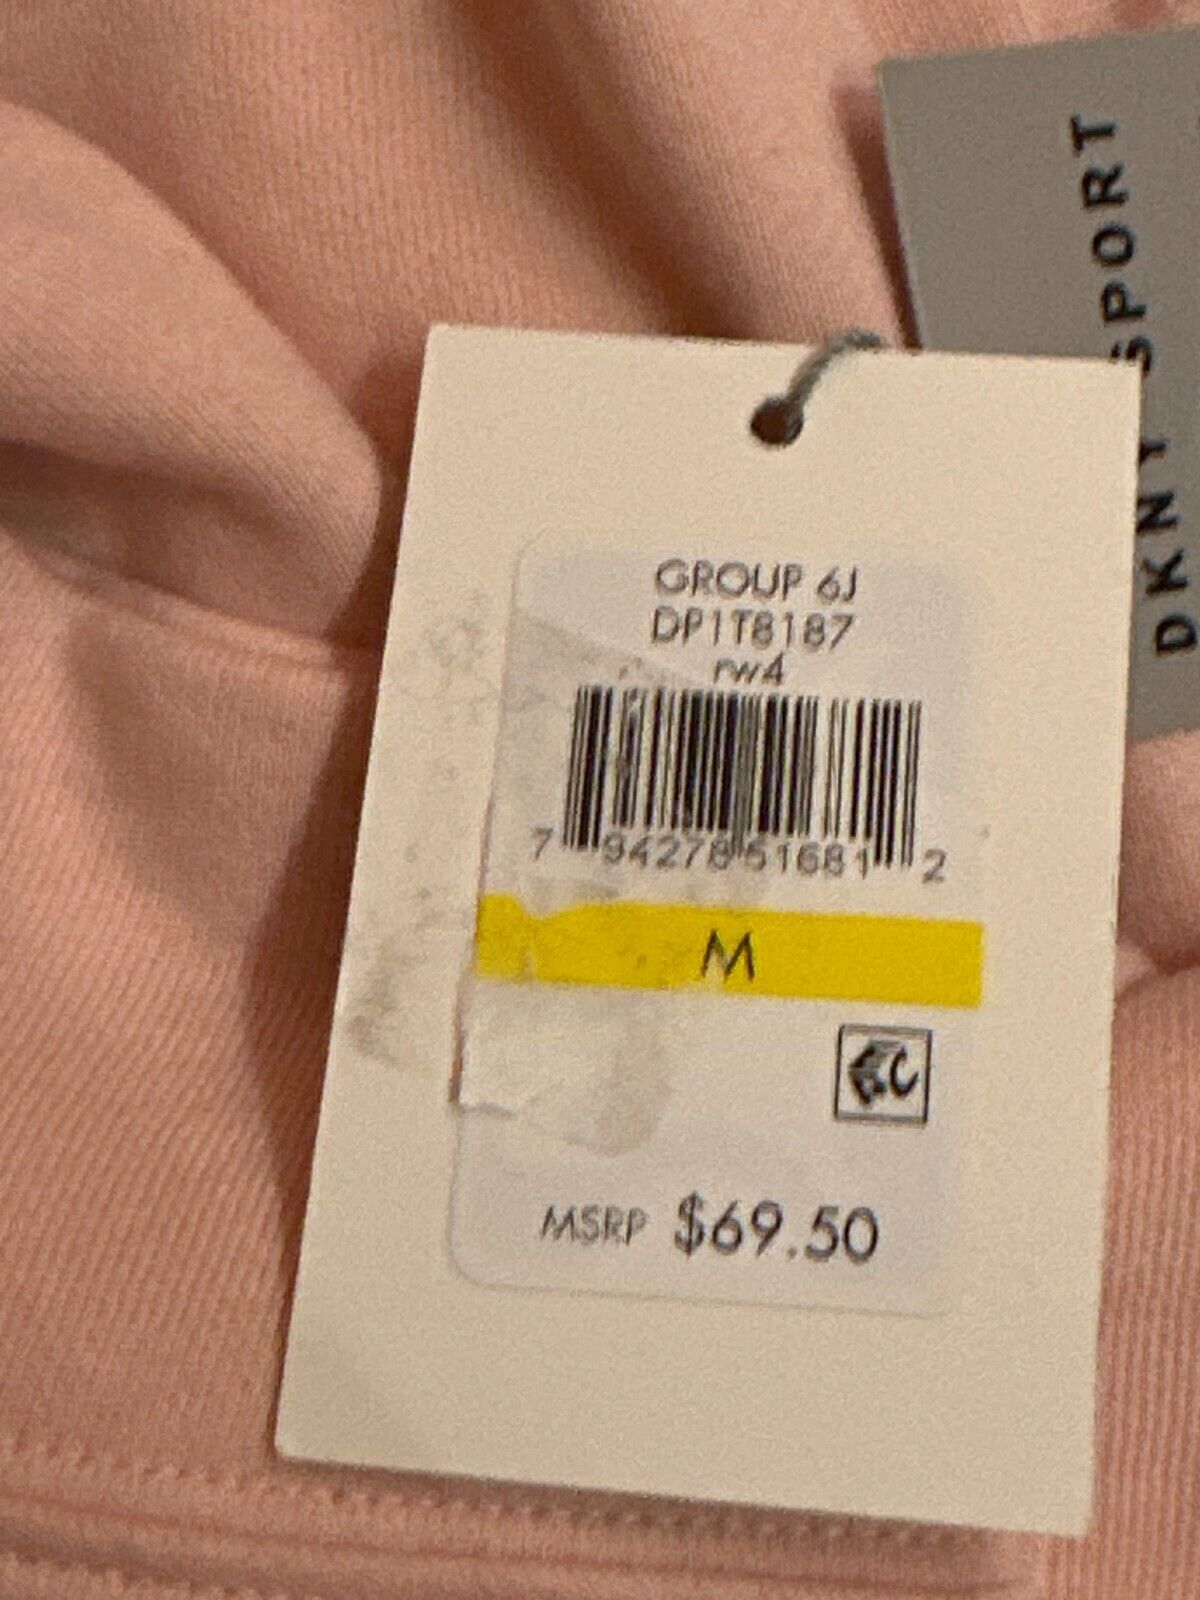 DKNY SPORT
GROUP 6J
DP1T8187
rw4
7 94278 51681 2
M
MSRP $69.50